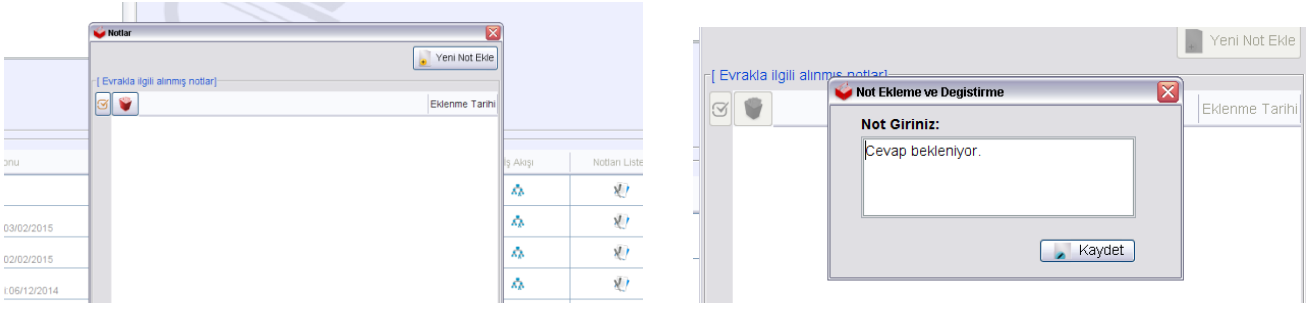 Notlar
Yeni Not Ekle
[ Evrakla ilgili alınmış notlar]
Eklenme Tarihi
onu
İş Akışı
Notları Liste
03/02/2015
02/02/2015
i:06/12/2014
Yeni Not Ekle
[ Evrakla ilgili alınmış notlar]
Not Ekleme ve Degistirme
Eklenme Tarihi
Not Giriniz:
Cevap bekleniyor.
Kaydet